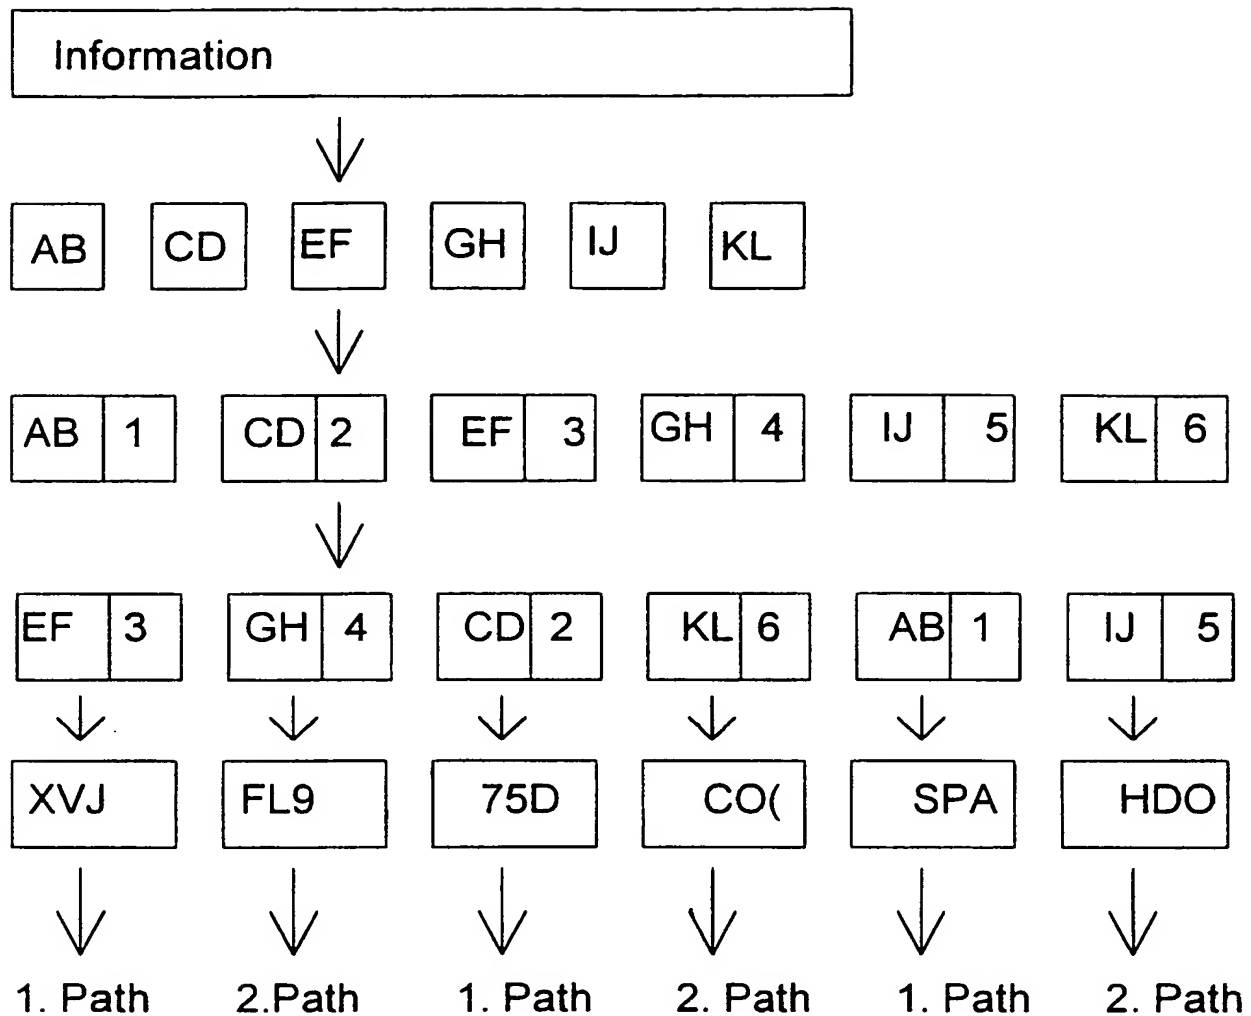 Information
AB CD EF GH IJ KL
AB 1 CD 2 EF 3 GH 4 IJ 5 KL 6
EF 3 GH 4 CD 2 KL 6 AB 1 IJ 5
XVJ FL9 75D CO( SPA HDO
1. Path 2.Path 1. Path 2. Path 1. Path 2. Path